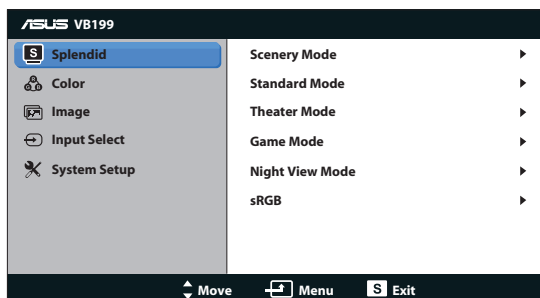 ASUS VB199
S Splendid
Color
Image
Input Select
System Setup
Scenery Mode
Standard Mode
Theater Mode
Game Mode
Night View Mode
sRGB
Move Menu S Exit